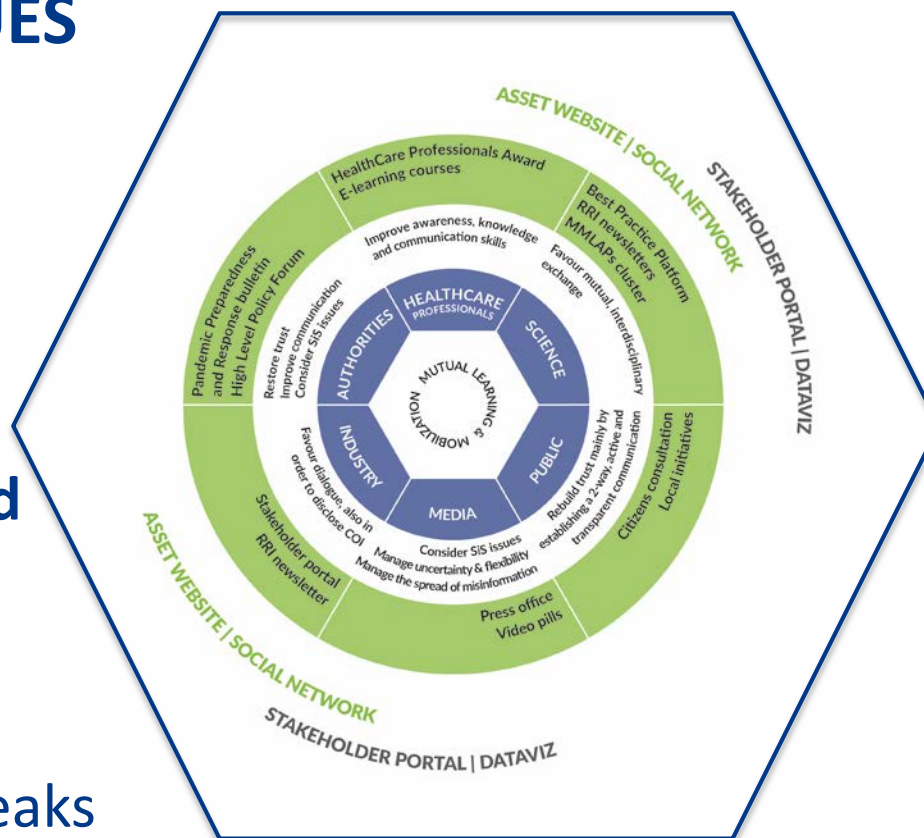 UES
d
eaks
ASSET WEBSITE | SOCIAL NETWORK
STAKEHOLDER PORTAL | DATAVIZ
HealthCare Professionals Award
E-learning courses
Best Practice Platform
RRI newsletters
MMLAPs cluster
Citizens consultation
Local initiatives
Press office
Video pills
Stakeholder portal
RRI newsletter
Pandemic Preparedness
and Response bulletin
High Level Policy Forum
Improve awareness, knowledge
and communication skills
Favour mutual, interdisciplinary
exchange
Rebuild trust mainly by
establishing a 2-way, active and
transparent communication
Consider SiS issues
Manage uncertainty & flexibility
Manage the spread of misinformation
Favour dialogue, also in
order to disclose COI
Restore trust
Improve communication
Consider SiS issues
HEALTHCARE
PROFESSIONALS
SCIENCE
PUBLIC
MEDIA
INDUSTRY
AUTHORITIES
MUTUAL LEARNING & MOBILIZATION
ASSET WEBSITE | SOCIAL NETWORK
STAKEHOLDER PORTAL | DATAVIZ